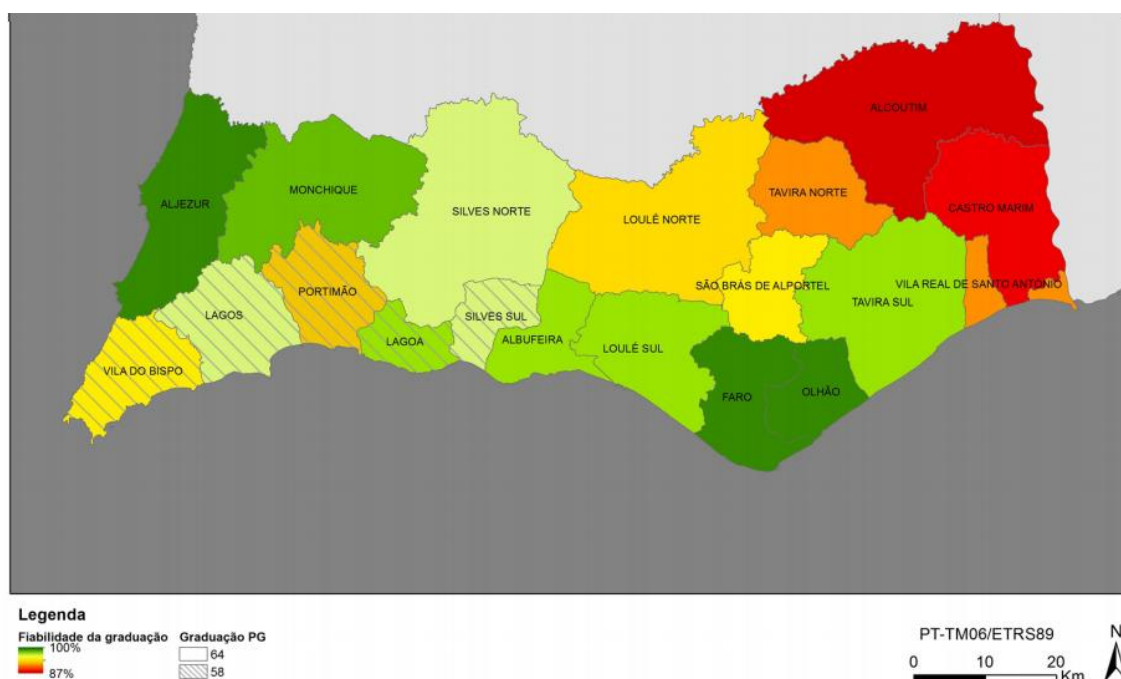 ALCOUTIM
ALJEZUR
MONCHIQUE
SILVES NORTE
LOULÉ NORTE
TAVIRA NORTE
CASTRO MARIM
PORTIMÃO
LAGOS
SILVES SUL
LAGOA
ALBUFEIRA
LOULÉ SUL
SÃO BRÁS DE ALPORTEL
TAVIRA SUL
VILA REAL DE SANTO ANTÓNIO
VILA DO BISPO
FARO
OLHÃO
Legenda
Fiabilidade da graduação
100%
87%
Graduação PG
64
58
PT-TM06/ETRS89
N
0 10 20
Km